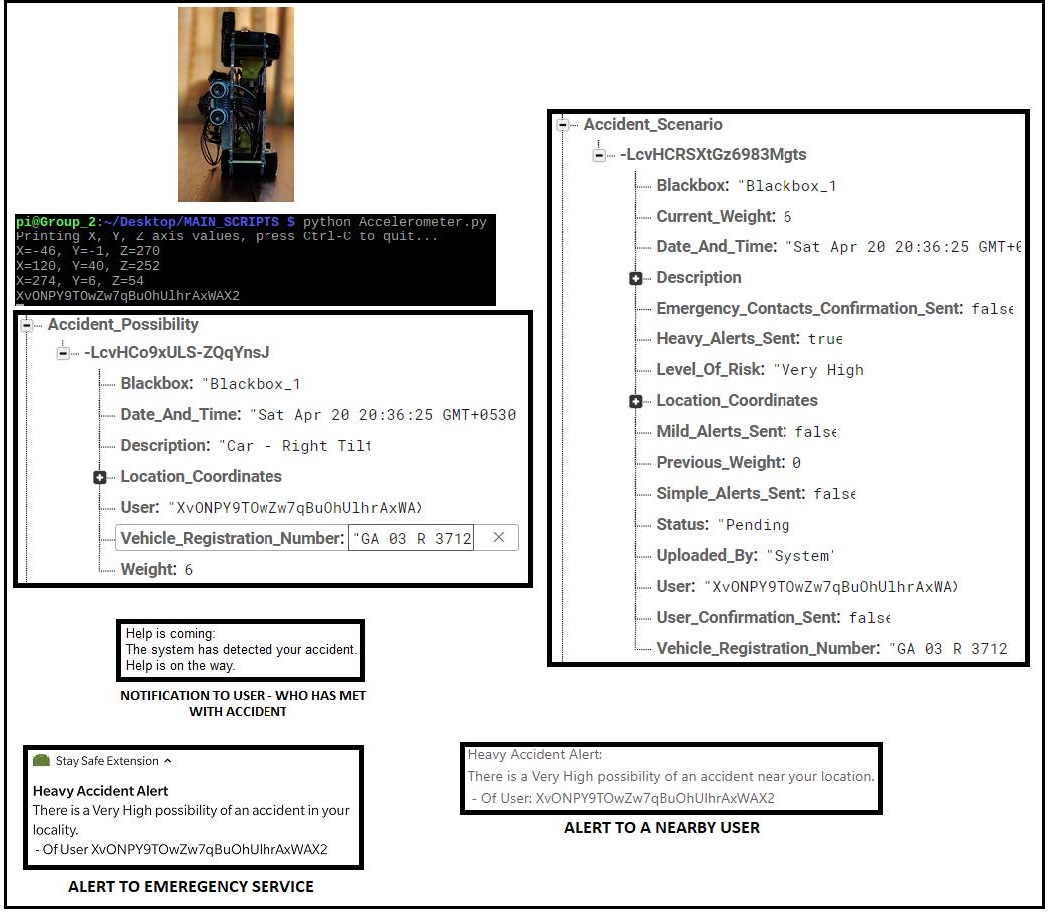 pi@Group_2:~/Desktop/MAIN_SCRIPTS $ python Accelerometer.py
Printing X, Y, Z axis values, press Ctrl-C to quit...
X=-46, Y=-1, Z=270
X=120, Y=40, Z=252
X=274, Y=6, Z=54
XvONPY9TOwZw7qBuOhUlhrAxWAX2
Accident_Possibility
-LcvHCo9xULS-ZQqYnsJ
Blackbox: "Blackbox_1
Date_And_Time: "Sat Apr 20 20:36:25 GMT+0530
Description: "Car - Right Tilt
Location_Coordinates
User: "XvONPY9TOwZw7qBuOhUlhrAxWA
Vehicle_Registration_Number: "GA 03 R 3712 ×
Weight: 6
Accident_Scenario
-LcvHCRSXtGz6983Mgts
Blackbox: "Blackbox_1
Current_Weight: 6
Date_And_Time: "Sat Apr 20 20:36:25 GMT+0
Description
Emergency_Contacts_Confirmation_Sent: false
Heavy_Alerts_Sent: true
Level_Of_Risk: "Very High
Location_Coordinates
Mild_Alerts_Sent: false
Previous_Weight: 0
Simple_Alerts_Sent: false
Status: "Pending
Uploaded_By: "System"
User: "XvONPY9TOwZw7qBuOhUlhrAxWA
User_Confirmation_Sent: false
Vehicle_Registration_Number: "GA 03 R 3712
Help is coming:
The system has detected your accident.
Help is on the way.
NOTIFICATION TO USER - WHO HAS MET
WITH ACCIDENT
Stay Safe Extension
Heavy Accident Alert
There is a Very High possibility of an accident in your
locality.
- Of User XvONPY9TOwZw7qBuOhUlhrAxWAX2
ALERT TO EMEREGENCY SERVICE
Heavy Accident Alert:
There is a Very High possibility of an accident near your location.
- Of User: XvONPY9TOwZw7qBuOhUlhrAxWAX2
ALERT TO A NEARBY USER